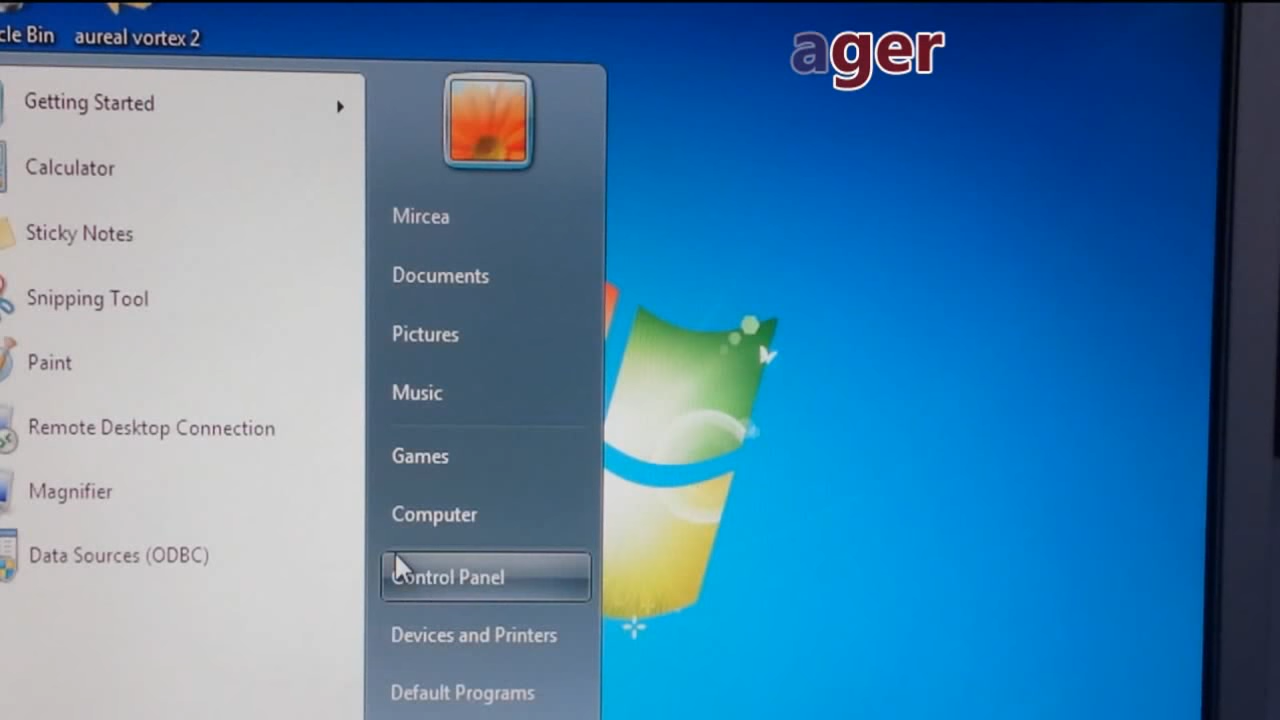 cle Bin
aureal vortex 2
ager
Getting Started
Calculator
Sticky Notes
Snipping Tool
Paint
Remote Desktop Connection
Magnifier
Data Sources (ODBC)
Mircea
Documents
Pictures
Music
Games
Computer
Control Panel
Devices and Printers
Default Programs